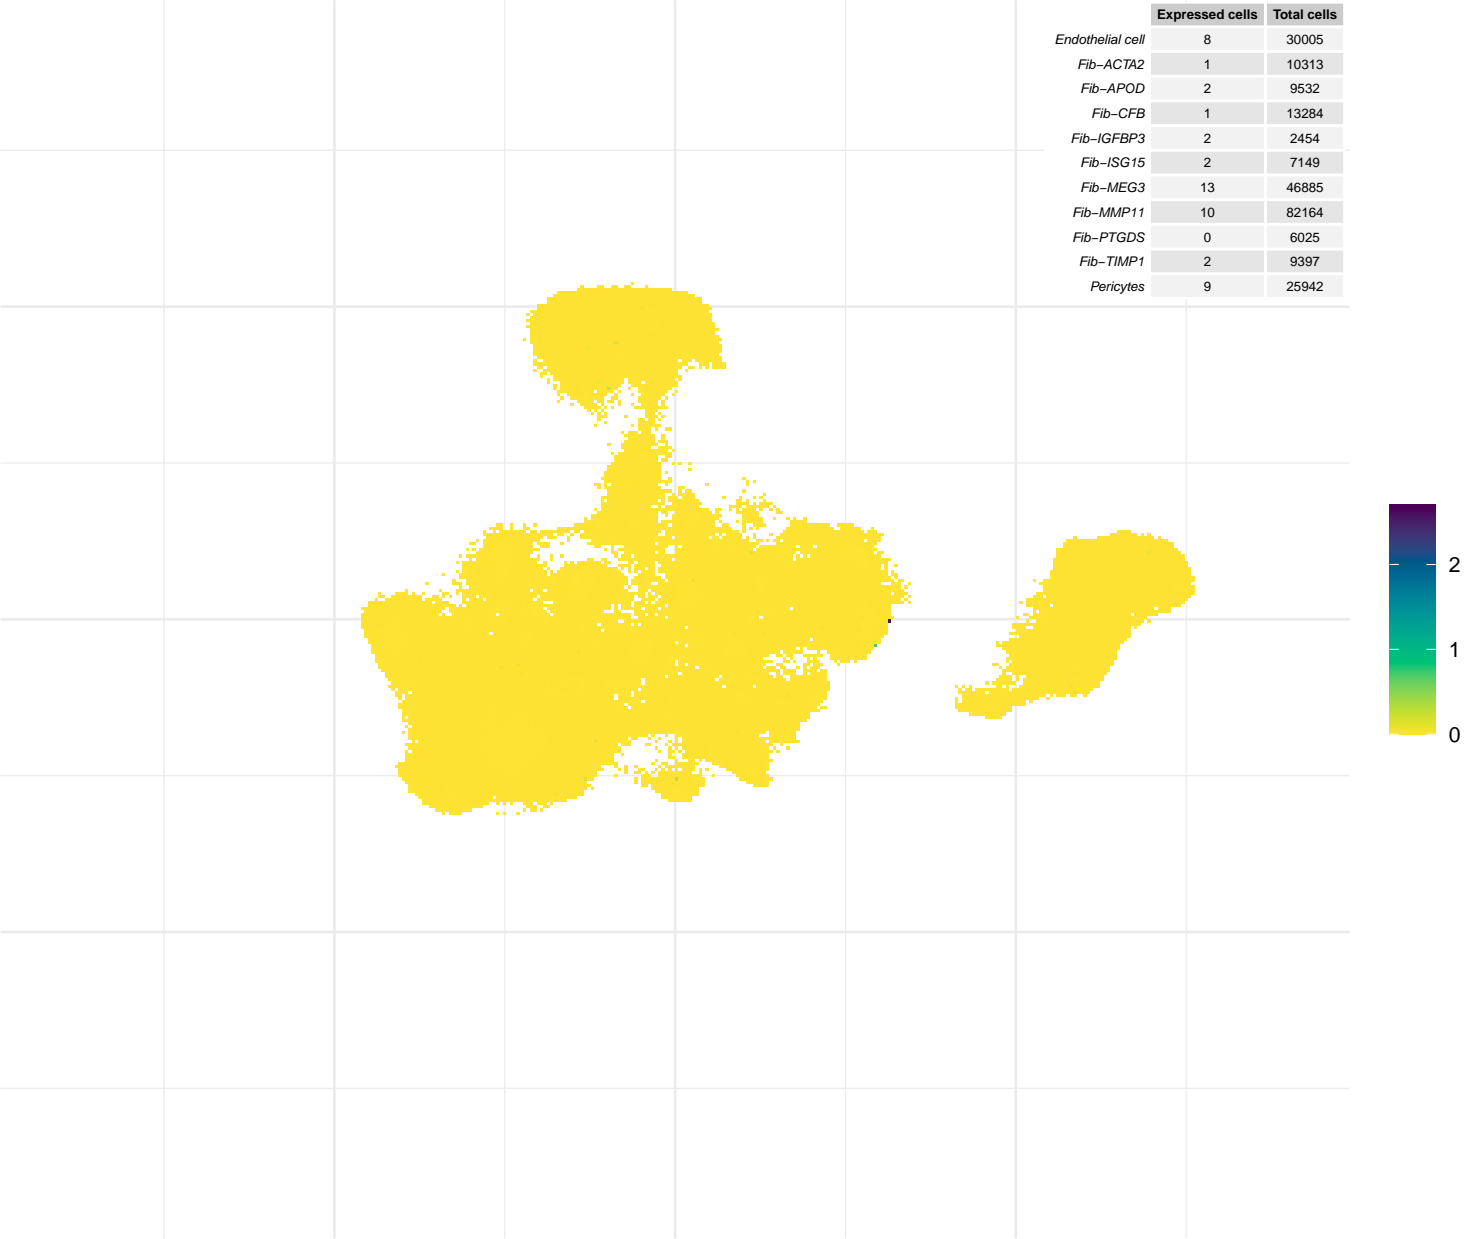 Expressed cells Total cells
Endothelial cell 8 30005
Fib−ACTA2 1 10313
Fib−APOD 2 9532
Fib−CFB 1 13284
Fib−IGFBP3 2 2454
Fib−ISG15 2 7149
Fib−MEG3 13 46885
Fib−MMP11 10 82164
Fib−PTGDS 0 6025
Fib−TIMP1 2 9397
Pericytes 9 25942
2
1
0